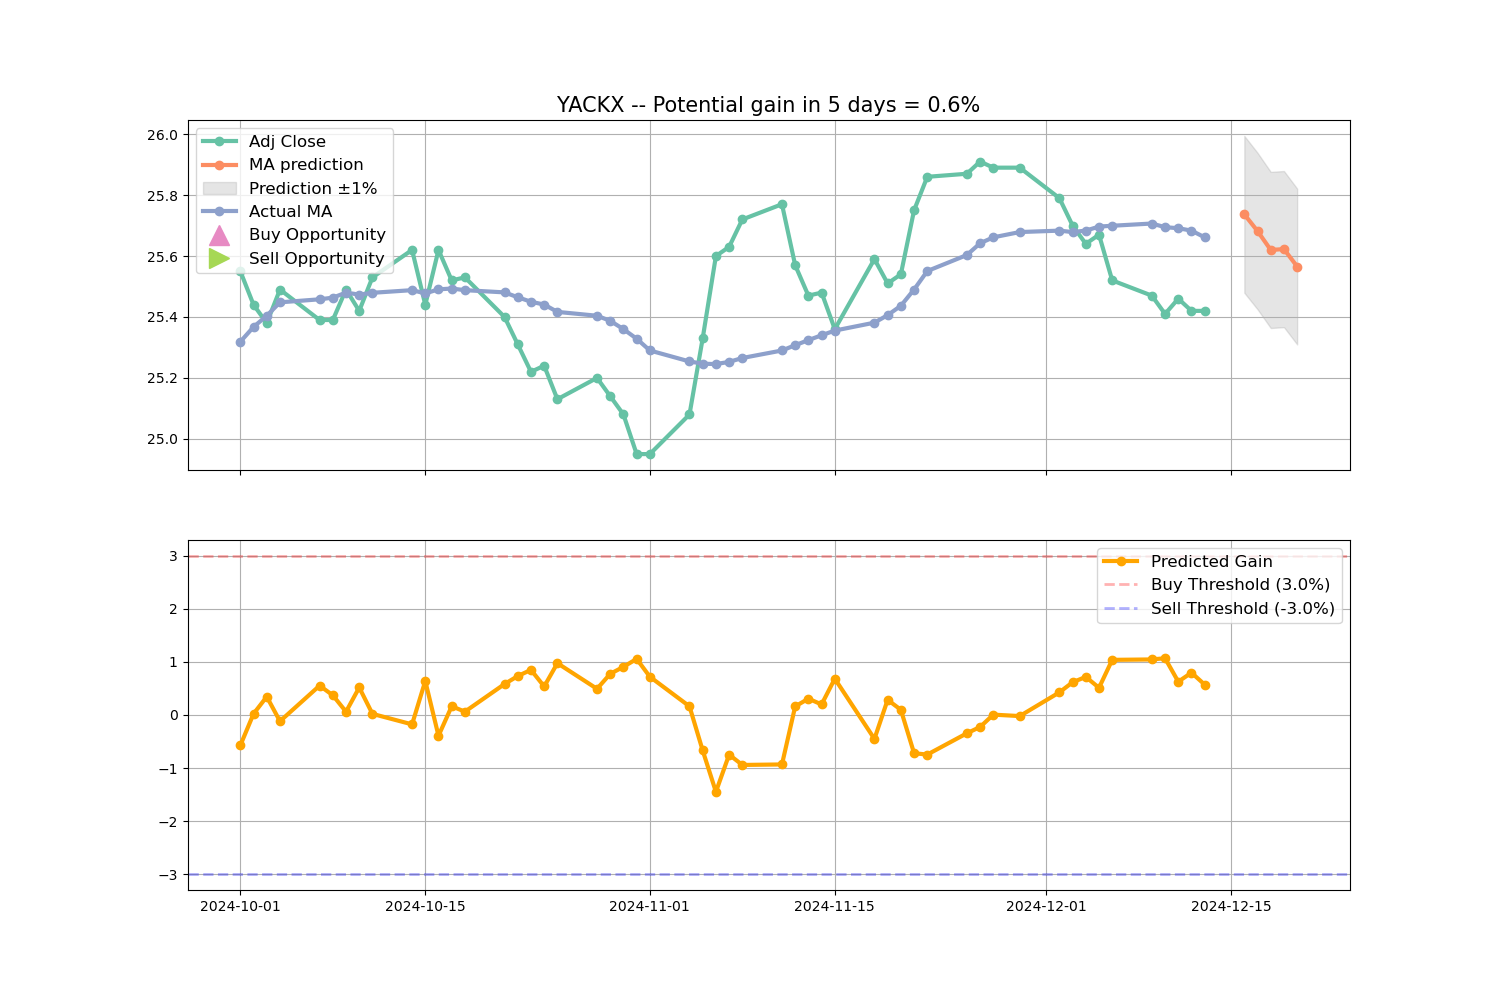 YACKX -- Potential gain in 5 days = 0.6%
26.0
25.8
25.6
25.4
25.2
25.0
Adj Close
MA prediction
Prediction ±1%
Actual MA
Buy Opportunity
Sell Opportunity
3
2
1
0
−1
−2
−3
Predicted Gain
Buy Threshold (3.0%)
Sell Threshold (-3.0%)
2024-10-01 2024-10-15 2024-11-01 2024-11-15 2024-12-01 2024-12-15